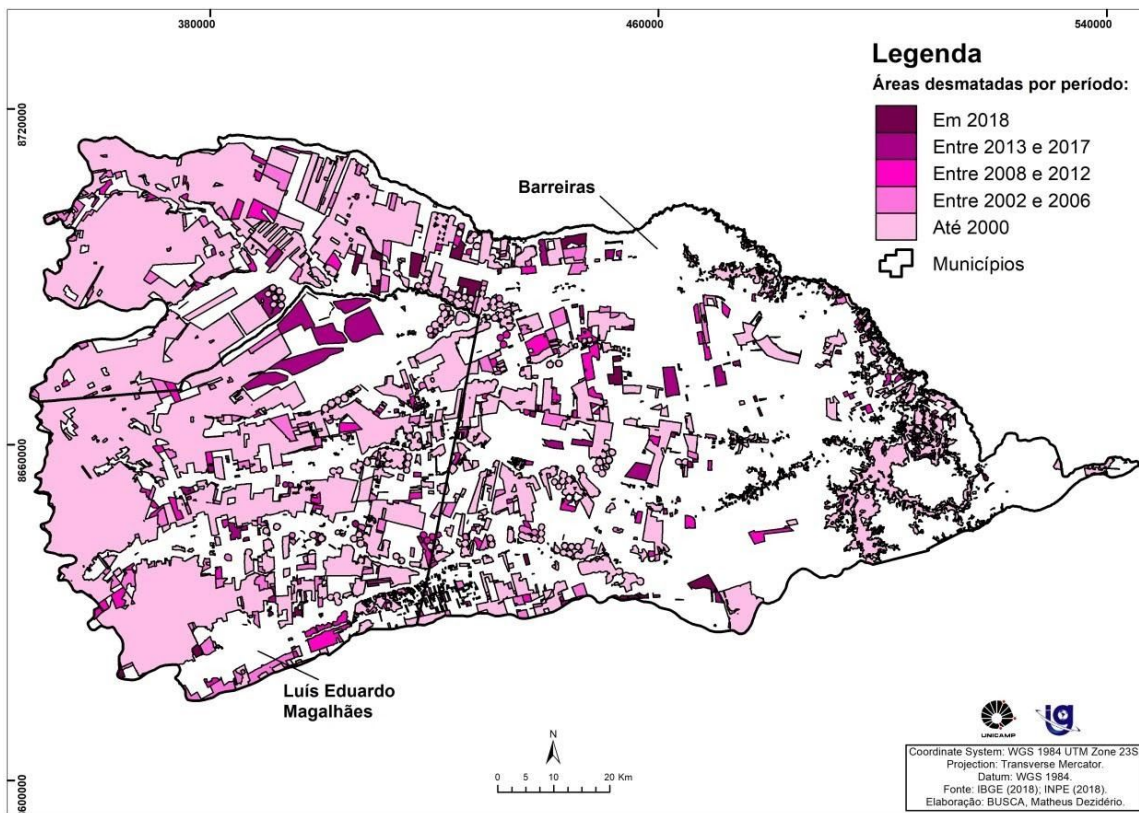 380000
460000
540000
8720000
8660000
8600000
Legenda
Áreas desmatadas por período:
Em 2018
Entre 2013 e 2017
Entre 2008 e 2012
Entre 2002 e 2006
Até 2000
Municípios
Barreiras
Luís Eduardo
Magalhães
N
0 10 20 Km
UNICAMP
ig
Coordinate System: WGS 1984 UTM Zone 23S
Projection: Transverse Mercator.
Datum: WGS 1984.
Fonte: IBGE (2018); INPE (2018).
Elaboração: BUSCA, Matheus Dezidério.